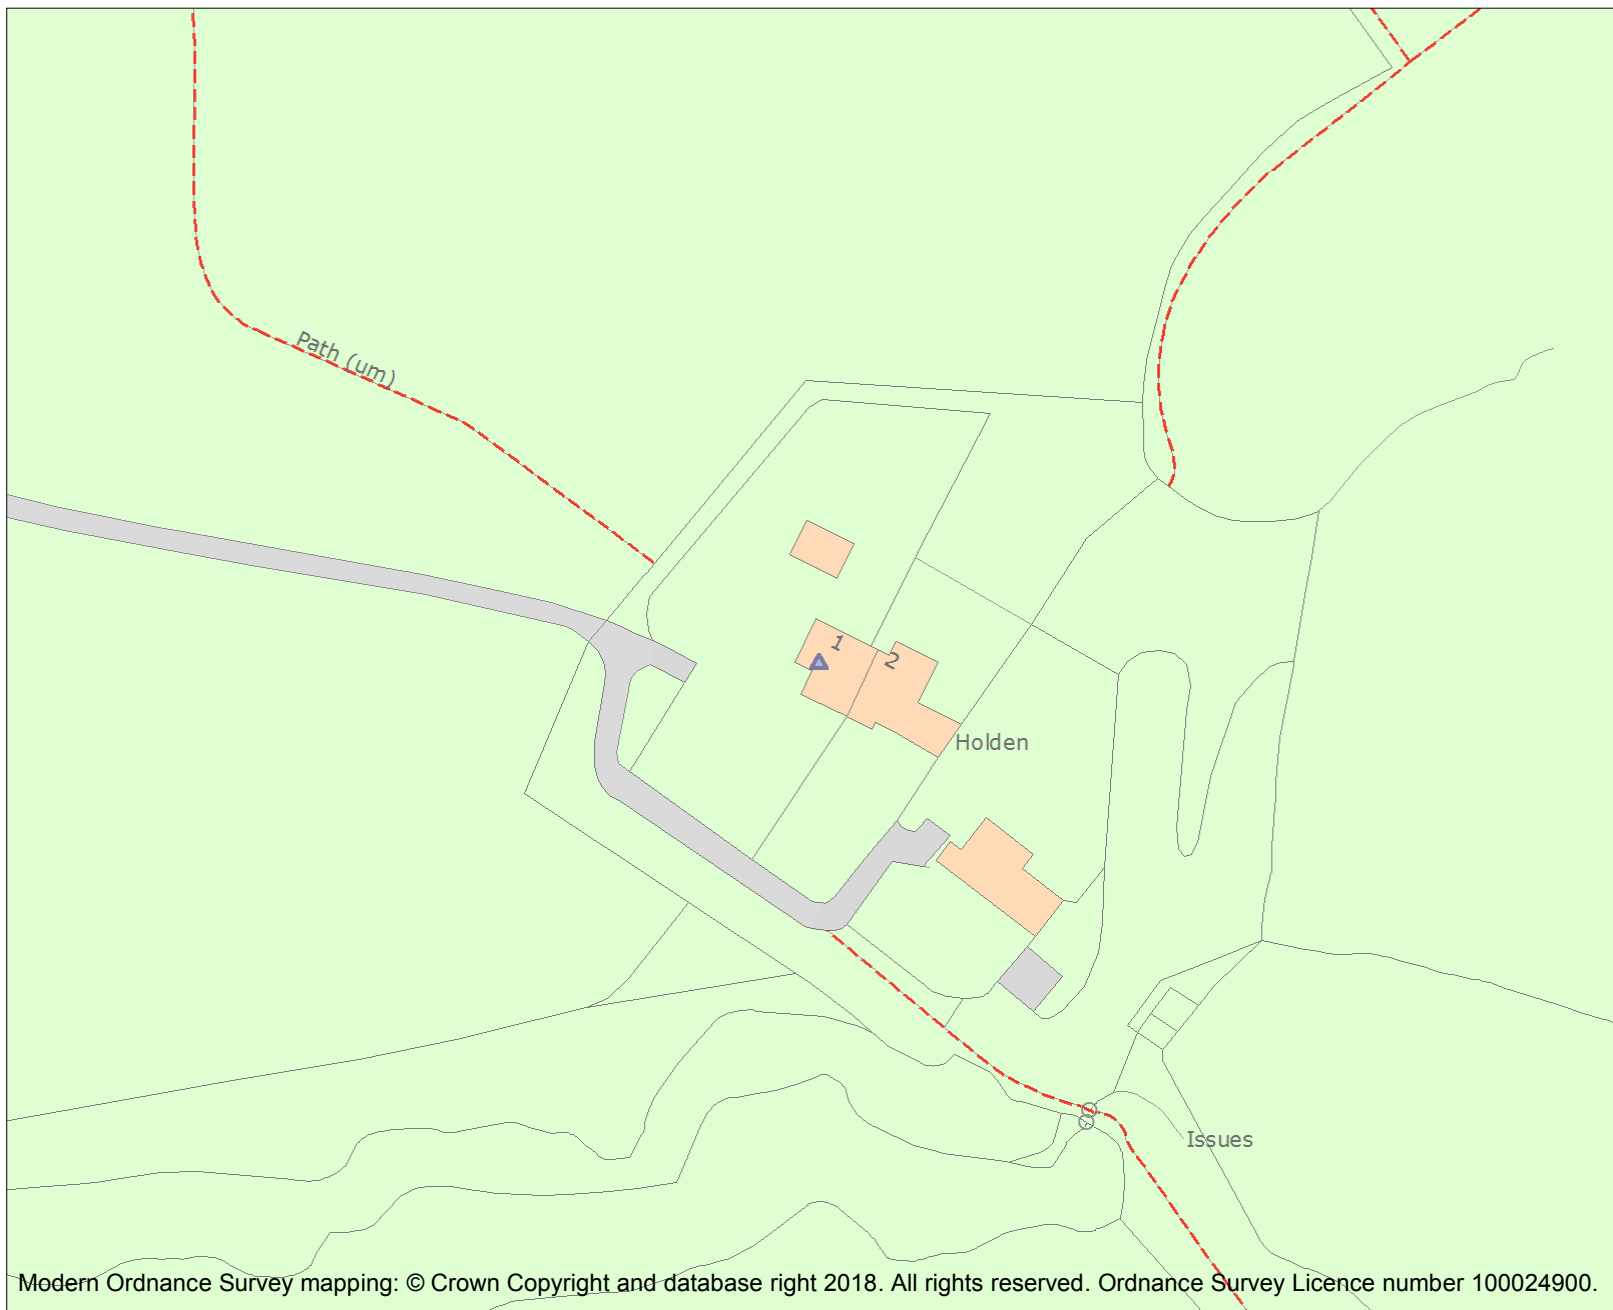 Path (um)
1
2
Holden
Issues
Modern Ordnance Survey mapping: © Crown Copyright and database right 2018. All rights reserved. Ordnance Survey Licence number 100024900.